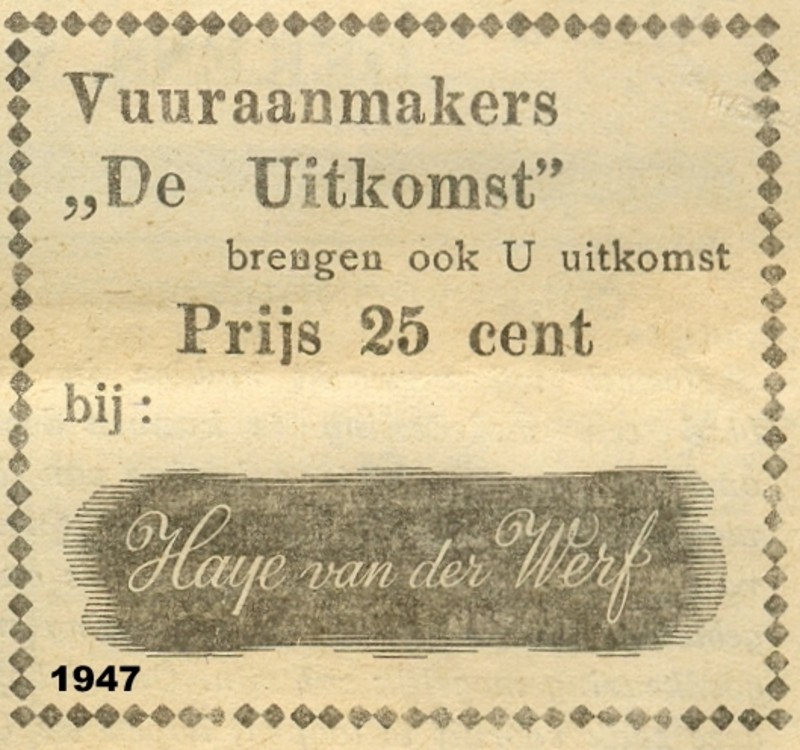 Vuuraanmakers
„De Uitkomst”
brengen ook U uitkomst
Prijs 25 cent
bij:
Haye van der Werf
1947